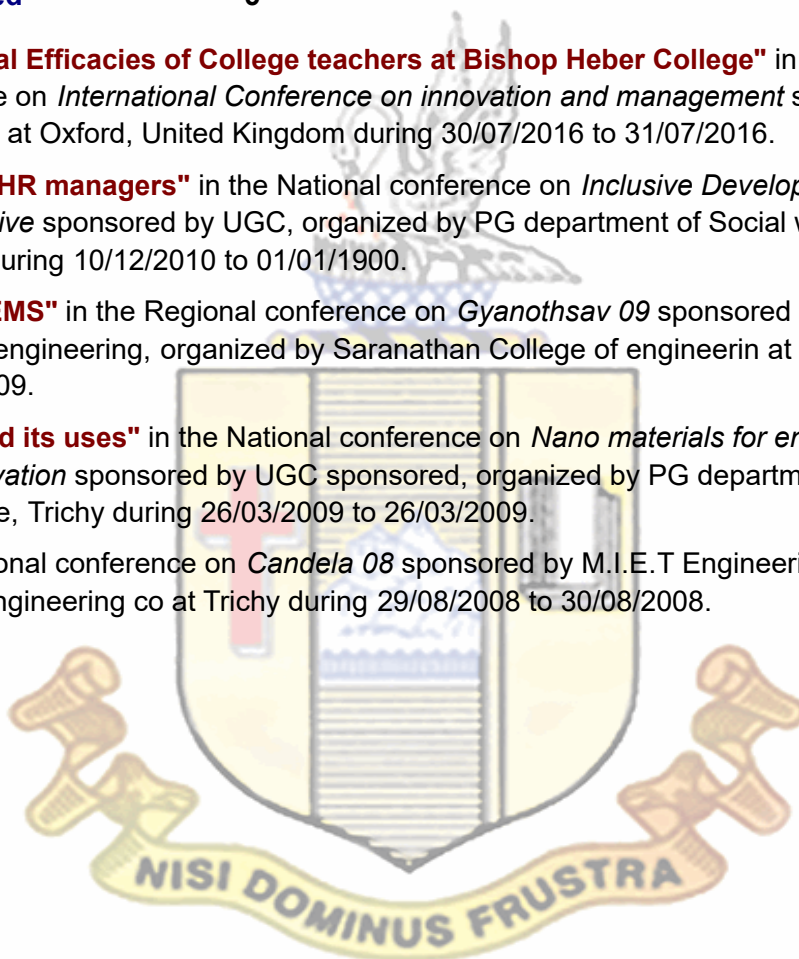 al Efficacies of College teachers at Bishop Heber College" in
e on International Conference on innovation and management s
at Oxford, United Kingdom during 30/07/2016 to 31/07/2016.
HR managers" in the National conference on Inclusive Develop
ive sponsored by UGC, organized by PG department of Social w
uring 10/12/2010 to 01/01/1900.
EMS" in the Regional conference on Gyanothsav 09 sponsored
engineering, organized by Saranathan College of engineerin at
09.
d its uses" in the National conference on Nano materials for en
vation sponsored by UGC sponsored, organized by PG departm
e, Trichy during 26/03/2009 to 26/03/2009.
onal conference on Candela 08 sponsored by M.I.E.T Engineeri
ngineering co at Trichy during 29/08/2008 to 30/08/2008.
NISI DOMINUS FRUSTRA